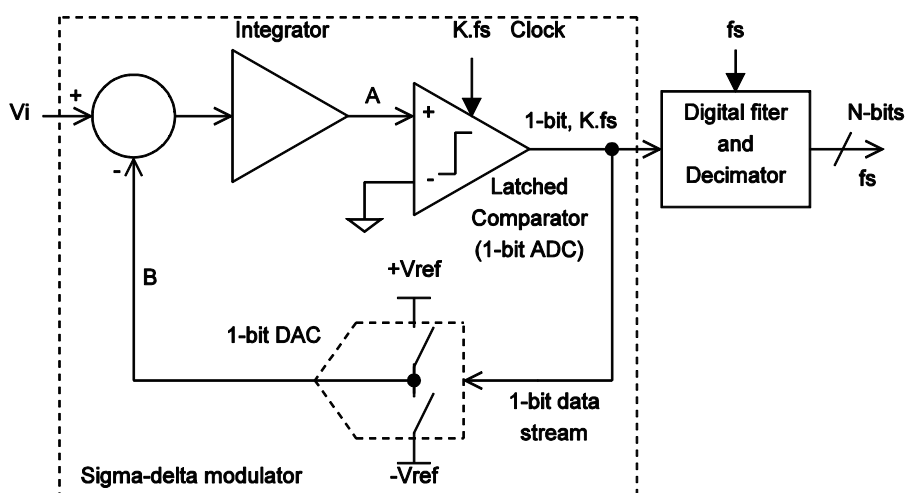 Integrator
K.fs Clock
fs
Vi
+
-
A
+
-
1-bit, K.fs
Digital fiter
and
Decimator
N-bits
fs
Latched
Comparator
(1-bit ADC)
B
+Vref
1-bit DAC
1-bit data
stream
-Vref
Sigma-delta modulator